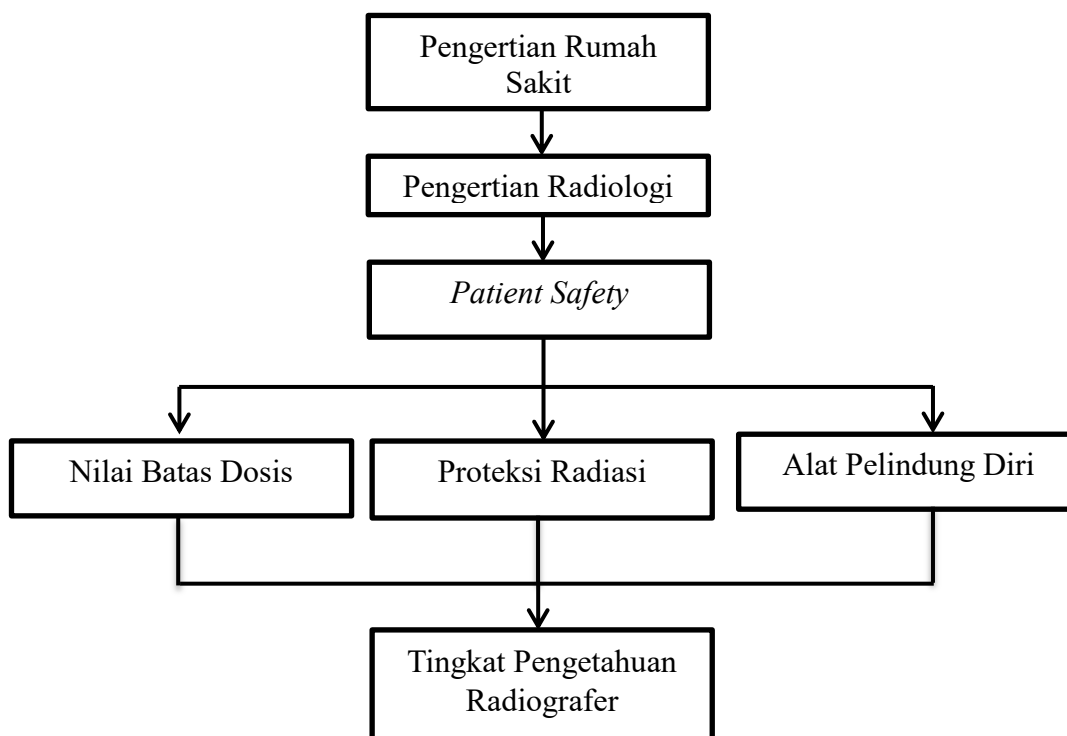 Pengertian Rumah
Sakit
Pengertian Radiologi
Patient Safety
Nilai Batas Dosis
Proteksi Radiasi
Alat Pelindung Diri
Tingkat Pengetahuan
Radiografer